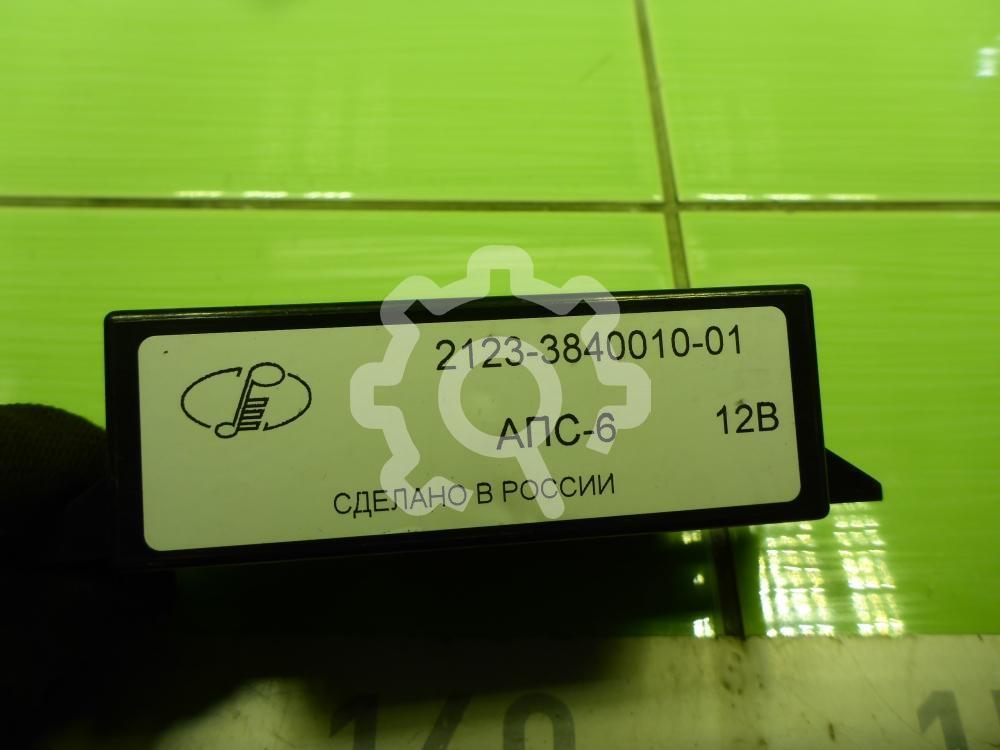 2123-3840010-01
АПС-6 12В
СДЕЛАНО В РОССИИ